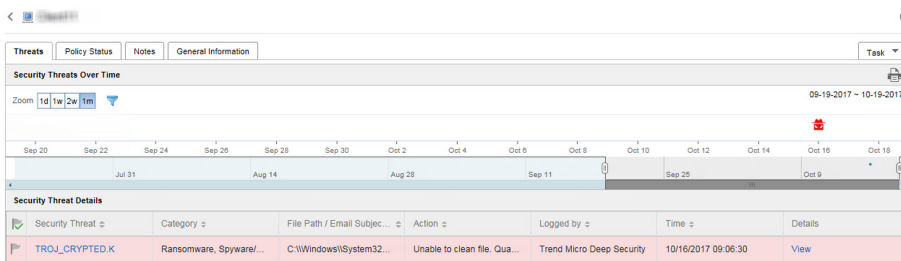 Threats Policy Status Notes General Information Task
Security Threats Over Time
Zoom 1d 1w 2w 1m 09-19-2017 ~ 10-19-2017
Sep 20 Sep 22 Sep 24 Sep 26 Sep 28 Sep 30 Oct 2 Oct 4 Oct 6 Oct 8 Oct 10 Oct 12 Oct 14 Oct 16 Oct 18
Jul 31 Aug 14 Aug 28 Sep 11 Sep 25 Oct 9
Security Threat Details
Security Threat Category File Path / Email Subjec... Action Logged by Time Details
TROJ_CRYPTED.K Ransomware, Spyware/... C:\\Windows\\System32... Unable to clean file. Qua... Trend Micro Deep Security 10/16/2017 09:06:30 View